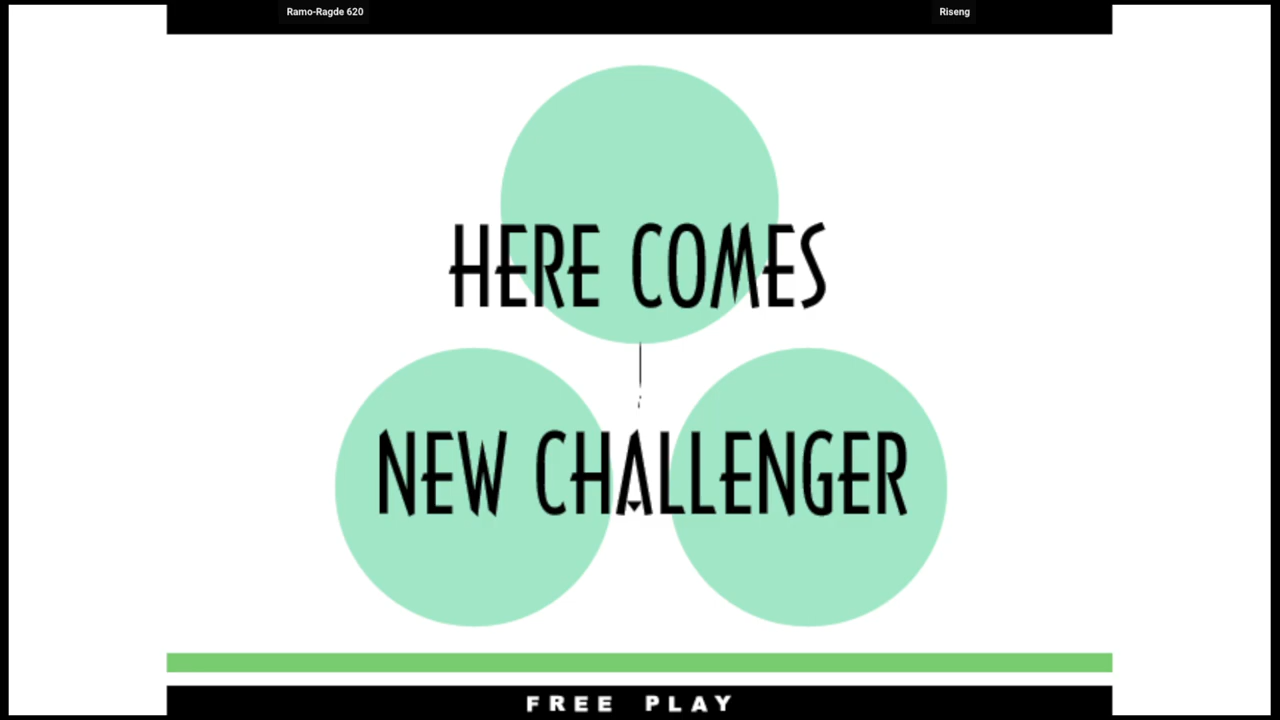 Ramo-Ragde 620
Riseng
HERE COMES
NEW CHALLENGER
FREE PLAY